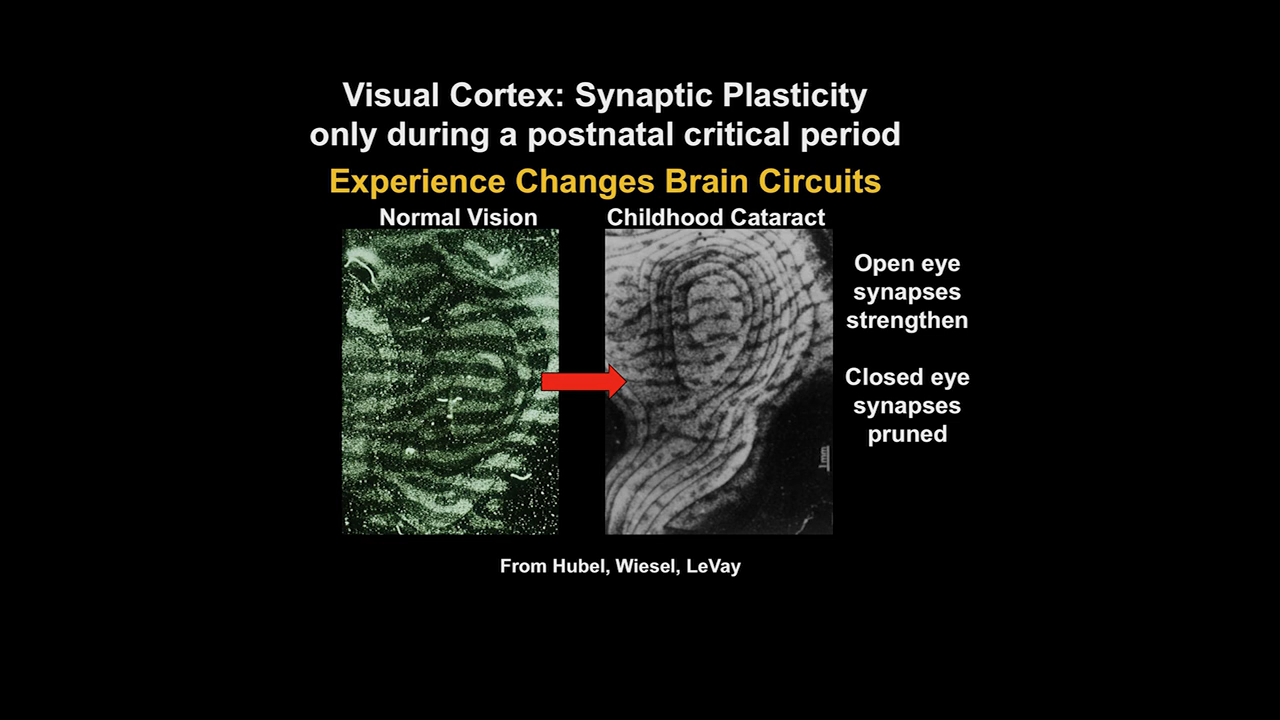 Visual Cortex: Synaptic Plasticity
only during a postnatal critical period
Experience Changes Brain Circuits
Normal Vision
Childhood Cataract
Open eye
synapses
strengthen
Closed eye
synapses
pruned
1mm
From Hubel, Wiesel, LeVay